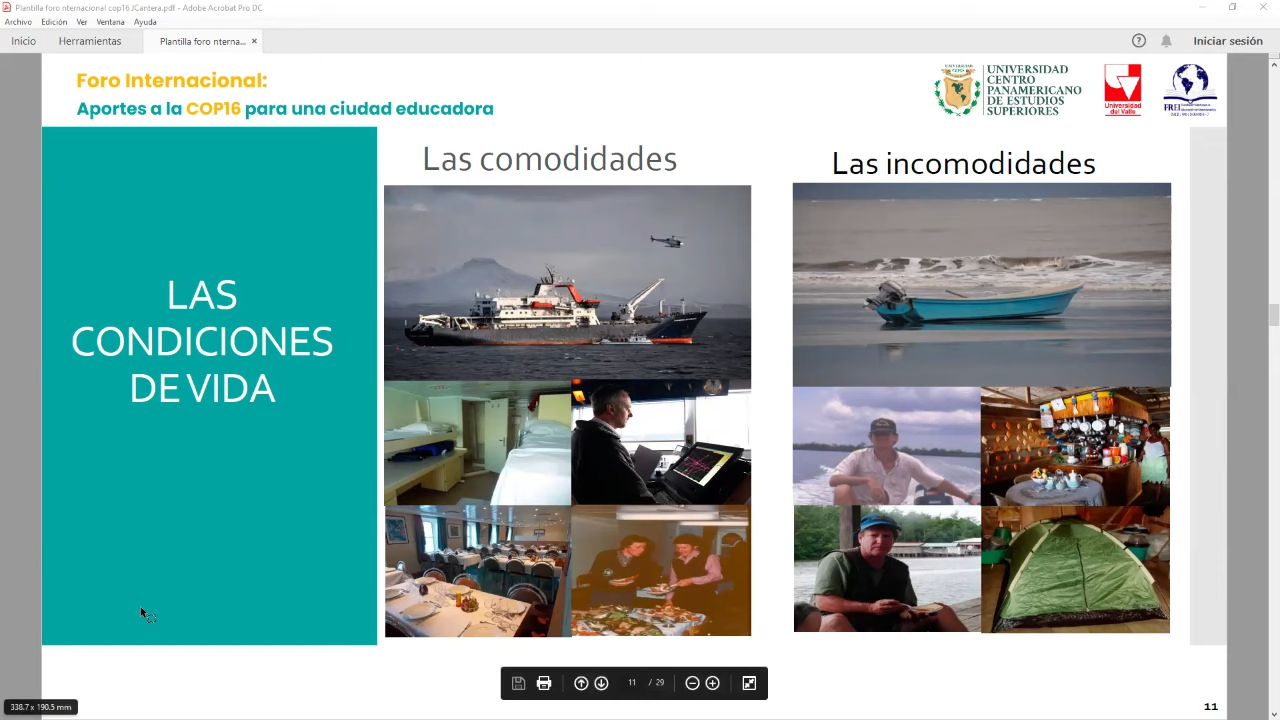 Plantilla foro nternacional cop16 JCantera.pdf - Adobe Acrobat Pro DC
Archivo Edición Ver Ventana Ayuda
Inicio Herramientas Plantilla foro nterna... × Iniciar sesión
Foro Internacional:
Aportes a la COP16 para una ciudad educadora
UNIVERSIDAD
CENTRO
PANAMERICANO
DE ESTUDIOS
SUPERIORES
Universidad
del Valle
FREI
Las comodidades
Las incomodidades
LAS
CONDICIONES
DE VIDA
11 / 29
338.7 x 190.5 mm
11